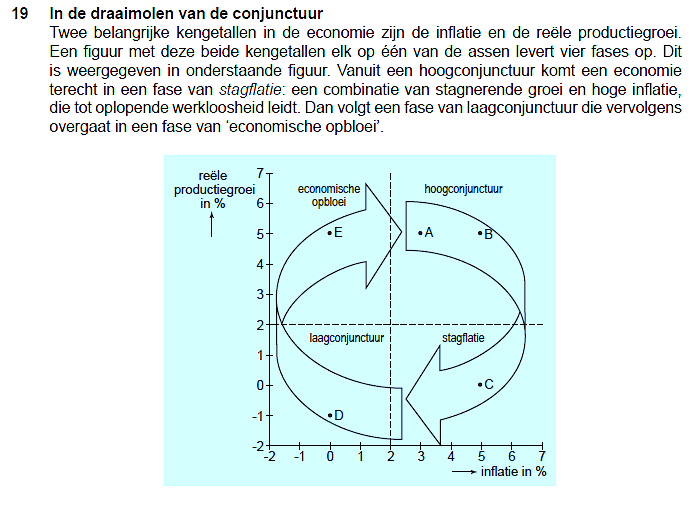 19 In de draaimolen van de conjunctuur
Twee belangrijke kengetallen in de economie zijn de inflatie en de reële productiegroei.
Een figuur met deze beide kengetallen elk op één van de assen levert vier fases op. Dit
is weergegeven in onderstaande figuur. Vanuit een hoogconjunctuur komt een economie
terecht in een fase van stagflatie: een combinatie van stagnerende groei en hoge inflatie,
die tot oplopende werkloosheid leidt. Dan volgt een fase van laagconjunctuur die vervolgens
overgaat in een fase van ‘economische opbloei’.
reële
productiegroei
in %
7
6
5
4
3
2
1
0
-1
-2
economische
opbloei
hoogconjunctuur
E
A
B
laagconjunctuur
stagflatie
C
D
-2 -1 0 1 2 3 4 5 6 7
inflatie in %